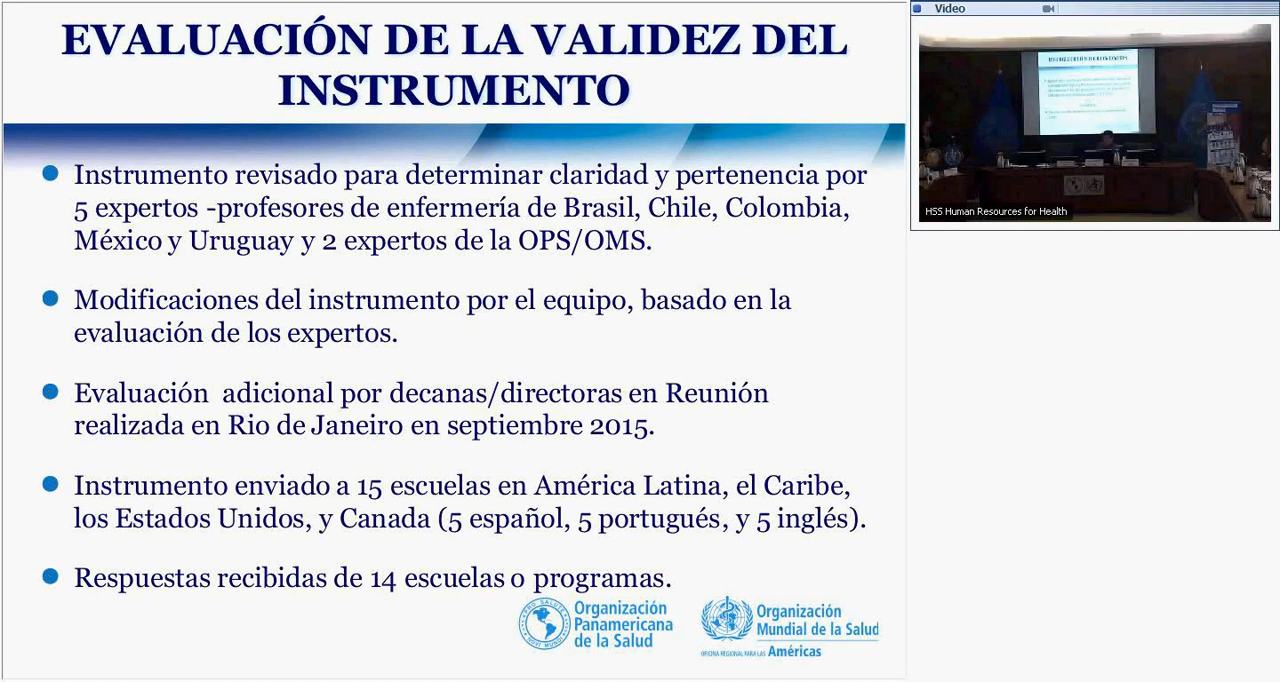 EVALUACIÓN DE LA VALIDEZ DEL
INSTRUMENTO
Instrumento revisado para determinar claridad y pertenencia por
5 expertos -profesores de enfermería de Brasil, Chile, Colombia,
México y Uruguay y 2 expertos de la OPS/OMS.
Modificaciones del instrumento por el equipo, basado en la
evaluación de los expertos.
Evaluación adicional por decanas/directoras en Reunión
realizada en Rio de Janeiro en septiembre 2015.
Instrumento enviado a 15 escuelas en América Latina, el Caribe,
los Estados Unidos, y Canada (5 español, 5 portugués, y 5 inglés).
Respuestas recibidas de 14 escuelas o programas.
PRO SALUTE
NOVI MUNDI
Organización
Panamericana
de la Salud
Organización
Mundial de la Salud
OFICINA REGIONAL PARA LAS Américas
Video
HSS Human Resources for Health